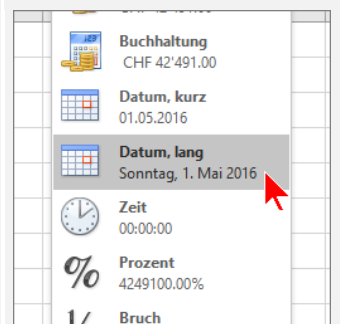 123
Buchhaltung
CHF 42'491.00
Datum, kurz
01.05.2016
Datum, lang
Sonntag, 1. Mai 2016
Zeit
00:00:00
%
Prozent
4249100.00%
Bruch